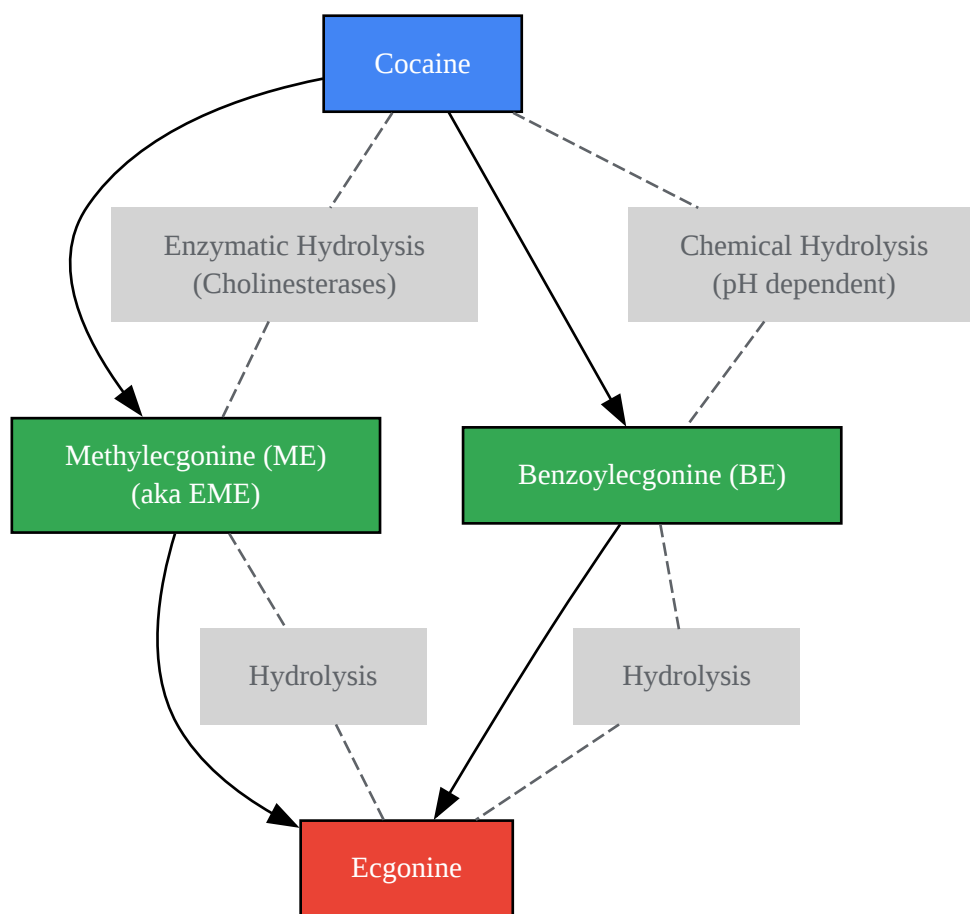 Cocaine
Enzymatic Hydrolysis
(Cholinesterases)
Chemical Hydrolysis
(pH dependent)
Methylecgonine (ME)
(aka EME)
Benzoylecgonine (BE)
Hydrolysis
Hydrolysis
Ecgonine